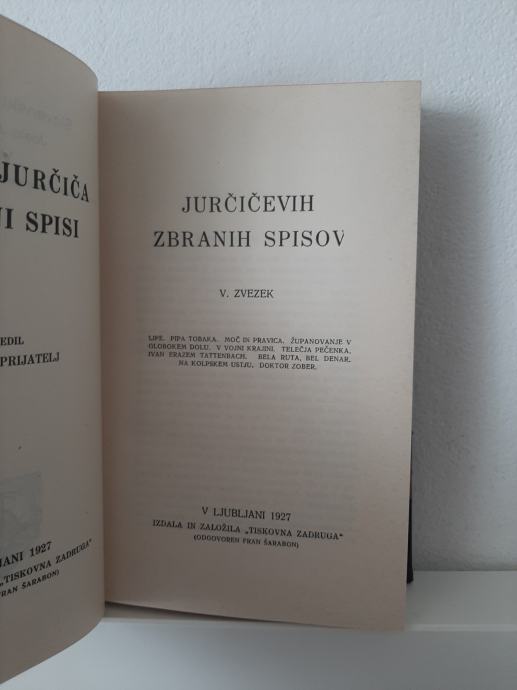 JURČIČA
NI SPISI
EDIL
PRIJATELJ
JANI 1927
„TISKOVNA ZADRUGA“
FRAN ŠARABON)
JURČIČEVIH
ZBRANIH SPISOV
V. ZVEZEK
LIPE. PIPA TOBAKA. MOČ IN PRAVICA. ŽUPANOVANJE V
GLOBOKEM DOLU. V VOJNI KRAJINI. TELEČJA PEČENKA.
IVAN ERAZEM TATTENBACH. BELA RUTA, BEL DENAR.
NA KOLPSKEM USTJU. DOKTOR ZOBER.
V LJUBLJANI 1927
IZDALA IN ZALOŽILA „TISKOVNA ZADRUGA“
(ODGOVOREN FRAN ŠARABON)